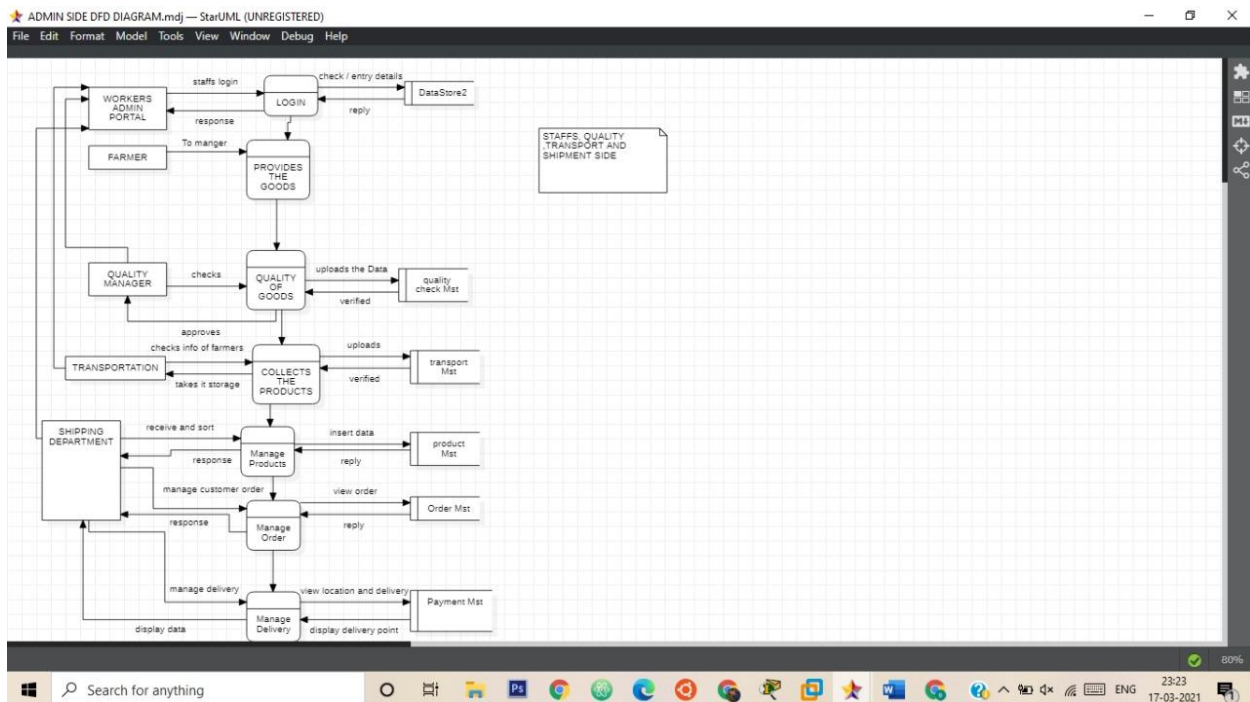 ADMIN SIDE DFD DIAGRAM.mdj — StarUML (UNREGISTERED)
File Edit Format Model Tools View Window Debug Help
WORKERS
ADMIN
PORTAL
staffs login
response
LOGIN
check / entry details
reply
DataStore2
FARMER
To manger
PROVIDES
THE
GOODS
STAFFS, QUALITY
,TRANSPORT AND
SHIPMENT SIDE
QUALITY
MANAGER
checks
QUALITY
OF
GOODS
uploads the Data
verified
quality
check Mst
approves
TRANSPORTATION
checks info of farmers
takes it storage
COLLECTS
THE
PRODUCTS
uploads
verified
transport
Mst
SHIPPING
DEPARTMENT
receive and sort
response
Manage
Products
insert data
reply
product
Mst
manage customer order
response
Manage
Order
view order
reply
Order Mst
manage delivery
display data
Manage
Delivery
view location and delivery
display delivery point
Payment Mst
M
80%
Search for anything
Ps
W
ENG
23:23
17-03-2021
1